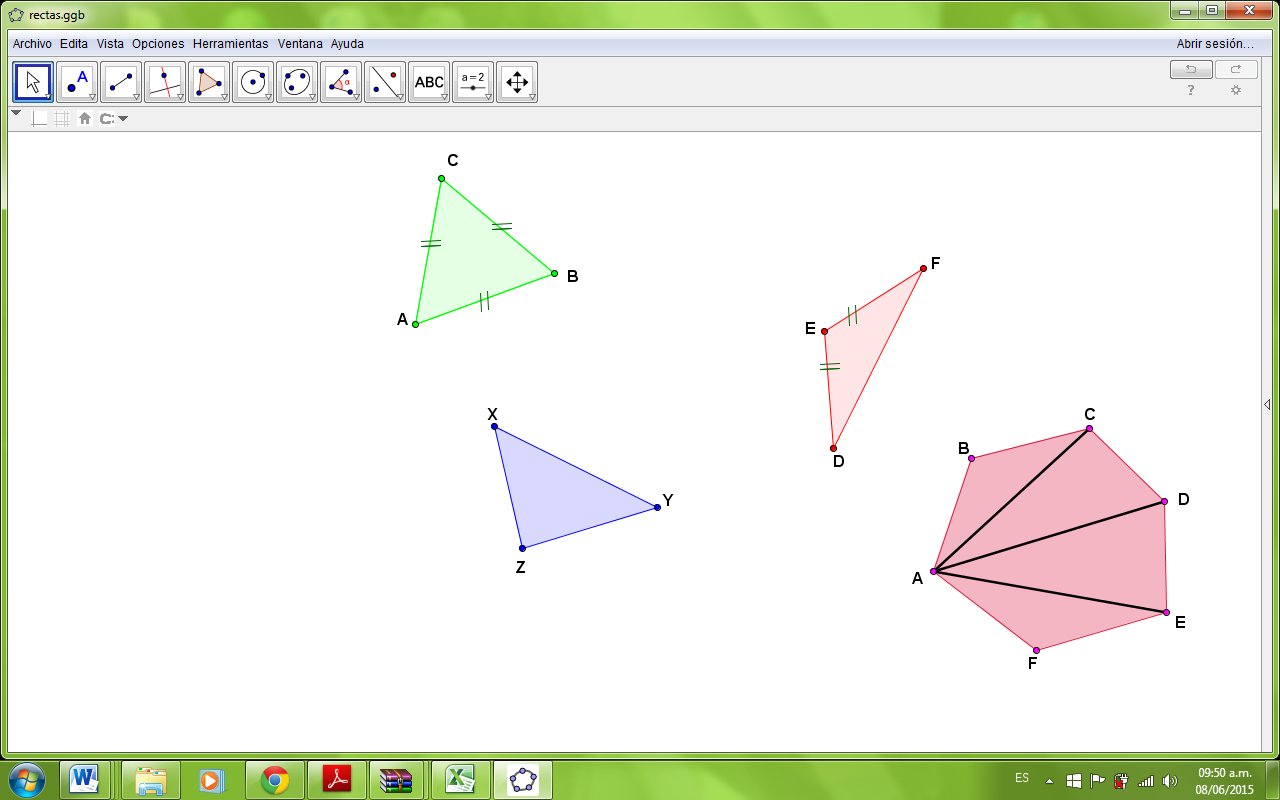 rectas.ggb
Archivo Edita Vista Opciones Herramientas Ventana Ayuda Abrir sesión...
A α ABC a = 2
?
C
B
A
F
E
D
X
Y
Z
C
B
D
A
E
F
ES 09:50 a.m.
08/06/2015